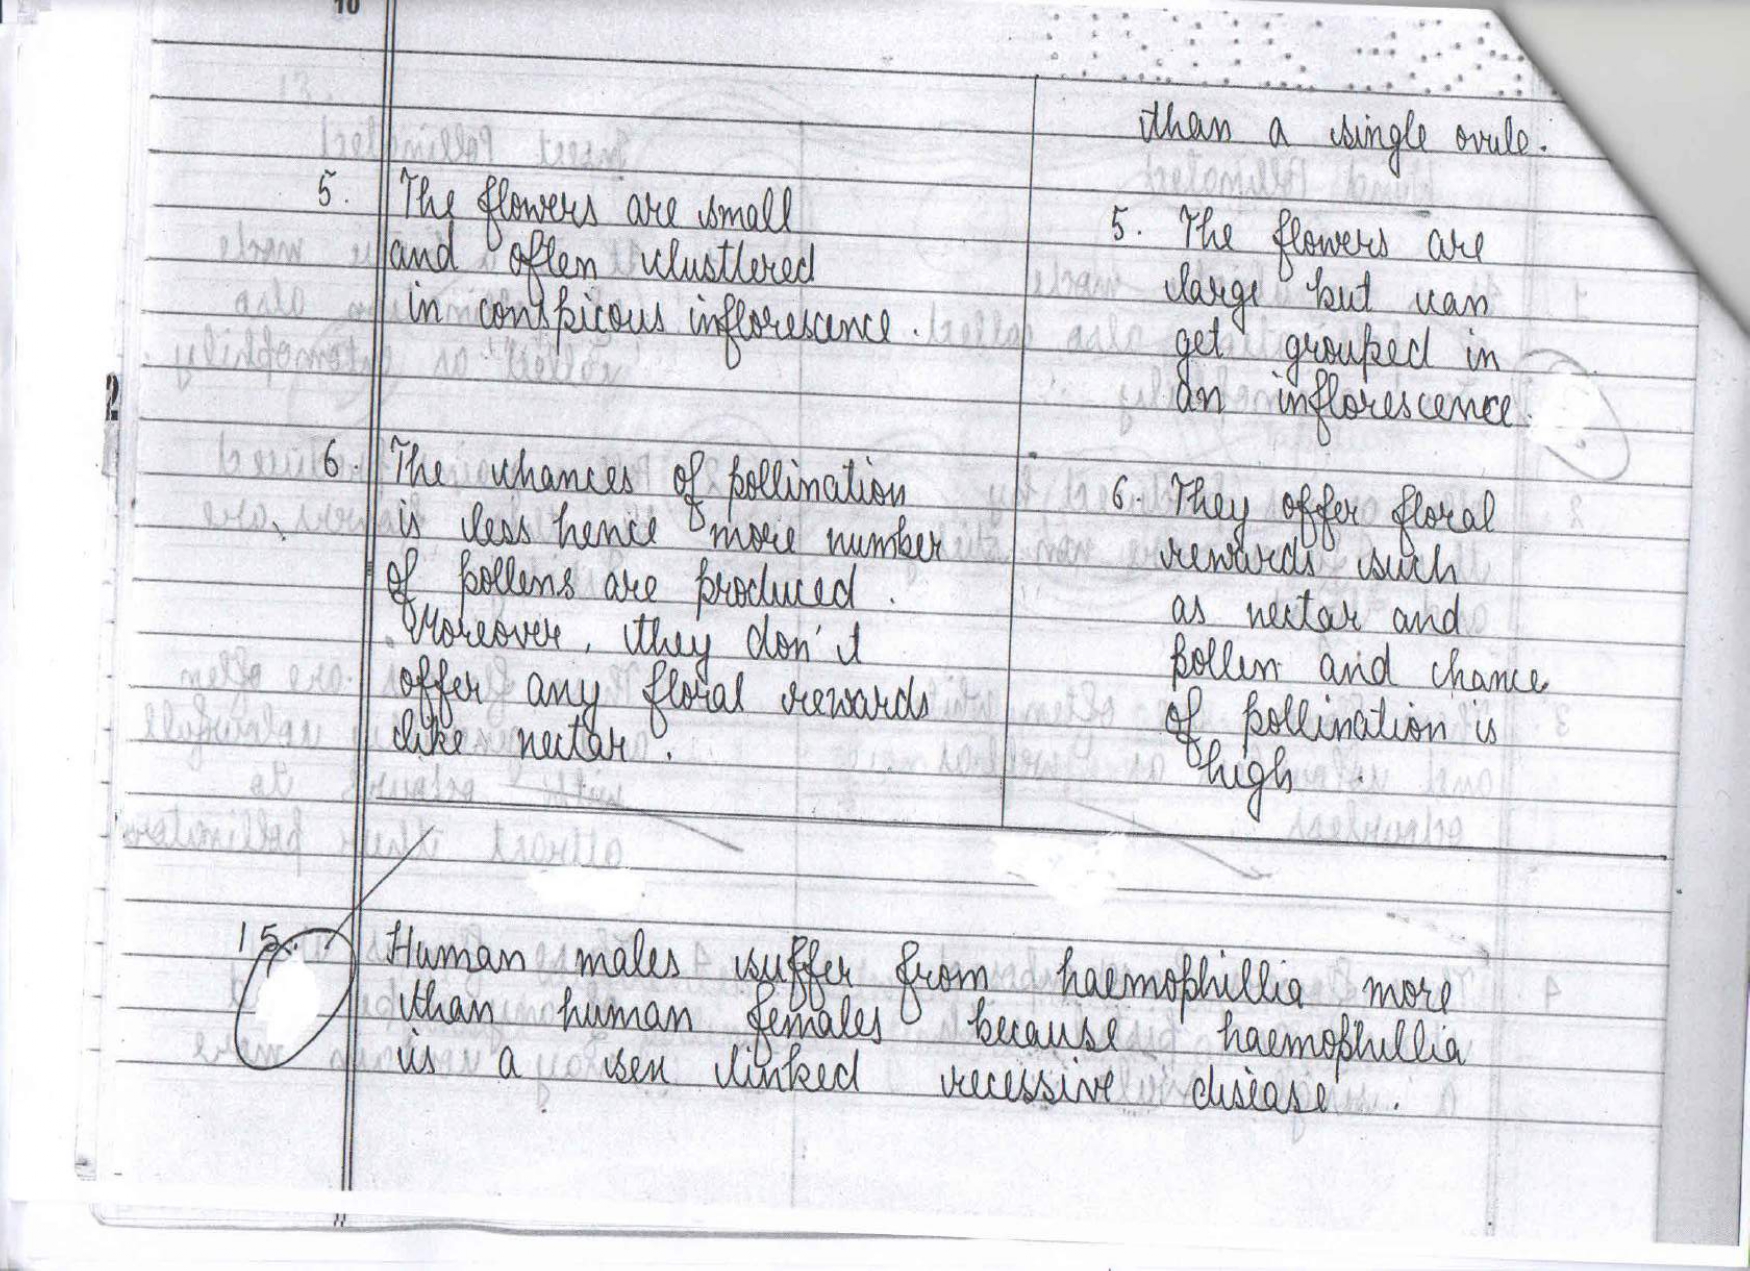 10
than a single ovule.
5. The flowers are small
and often clusttered
in conspicous inflorescence.
5. The flowers are
large but can
get grouped in
an inflorescence.
6. The chances of pollination
is less hence more number
of pollens are produced.
Moreover, they don't
offer any floral rewards
like nectar.
6. They offer floral
rewards such
as nectar and
pollen and chance
of pollination is
high.
15. Human males suffer from haemophillia more
than human females because haemophillia
is a sex linked recessive disease.